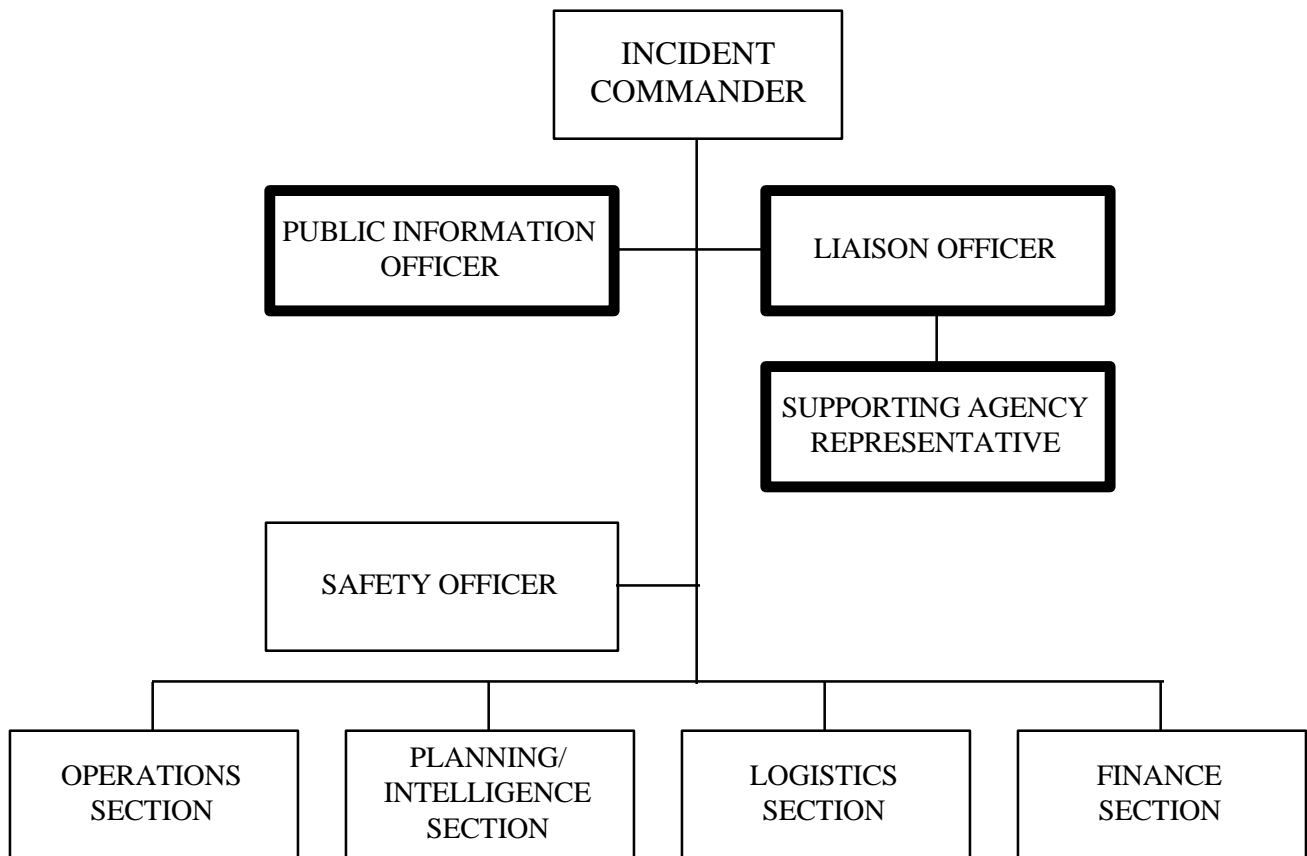 INCIDENT
COMMANDER
PUBLIC INFORMATION
OFFICER
LIAISON OFFICER
SUPPORTING AGENCY
REPRESENTATIVE
SAFETY OFFICER
OPERATIONS
SECTION
PLANNING/
INTELLIGENCE
SECTION
LOGISTICS
SECTION
FINANCE
SECTION